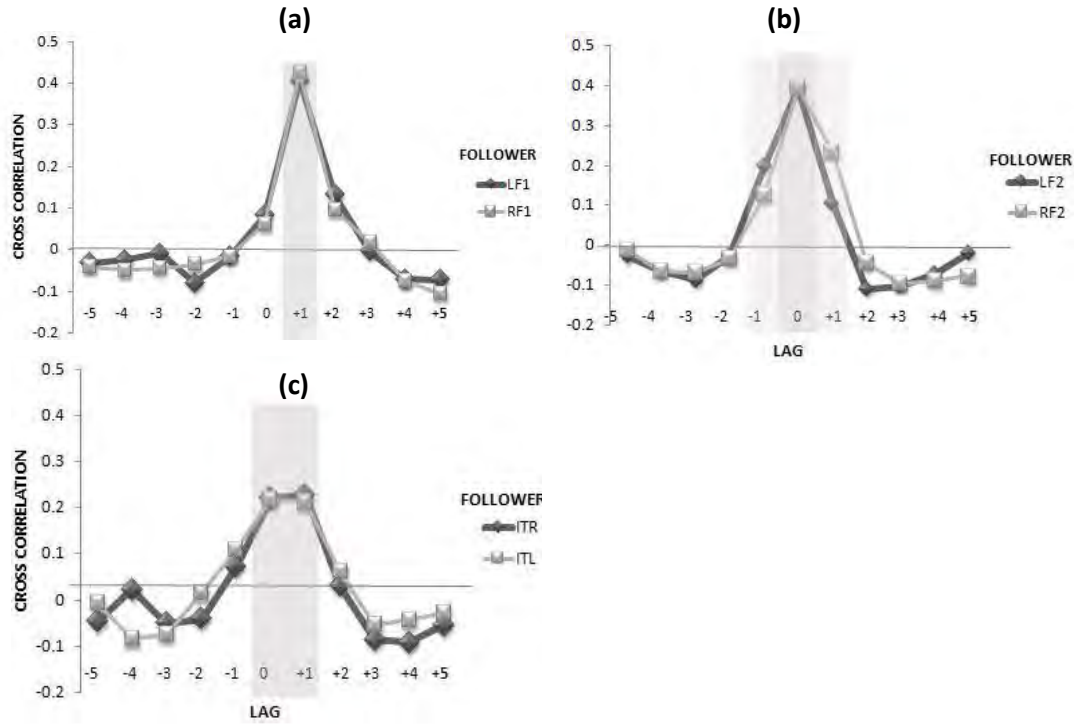 (a)
0.5
0.4
0.3
0.2
0.1
0
-0.1
-0.2
CROSS CORRELATION
-5 -4 -3 -2 -1 0 +1 +2 +3 +4 +5
FOLLOWER
LF1
RF1
(b)
0.5
0.4
0.3
0.2
0.1
0
-0.1
-0.2
-5 -4 -3 -2 -1 0 +1 +2 +3 +4 +5
LAG
FOLLOWER
LF2
RF2
(c)
0.5
0.4
0.3
0.2
0.1
0
-0.1
-0.2
CROSS CORRELATION
-5 -4 -3 -2 -1 0 +1 +2 +3 +4 +5
LAG
FOLLOWER
ITR
ITL